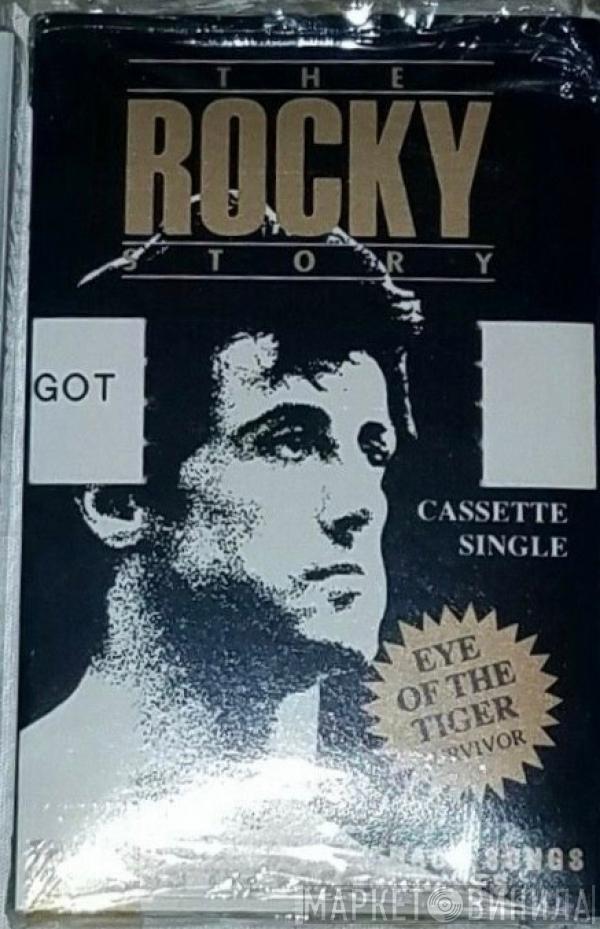 THE
ROCKY
STORY
GOT
CASSETTE
SINGLE
EYE
OF THE
TIGER
SONGS
МАРКЕТ ВИНИЛА